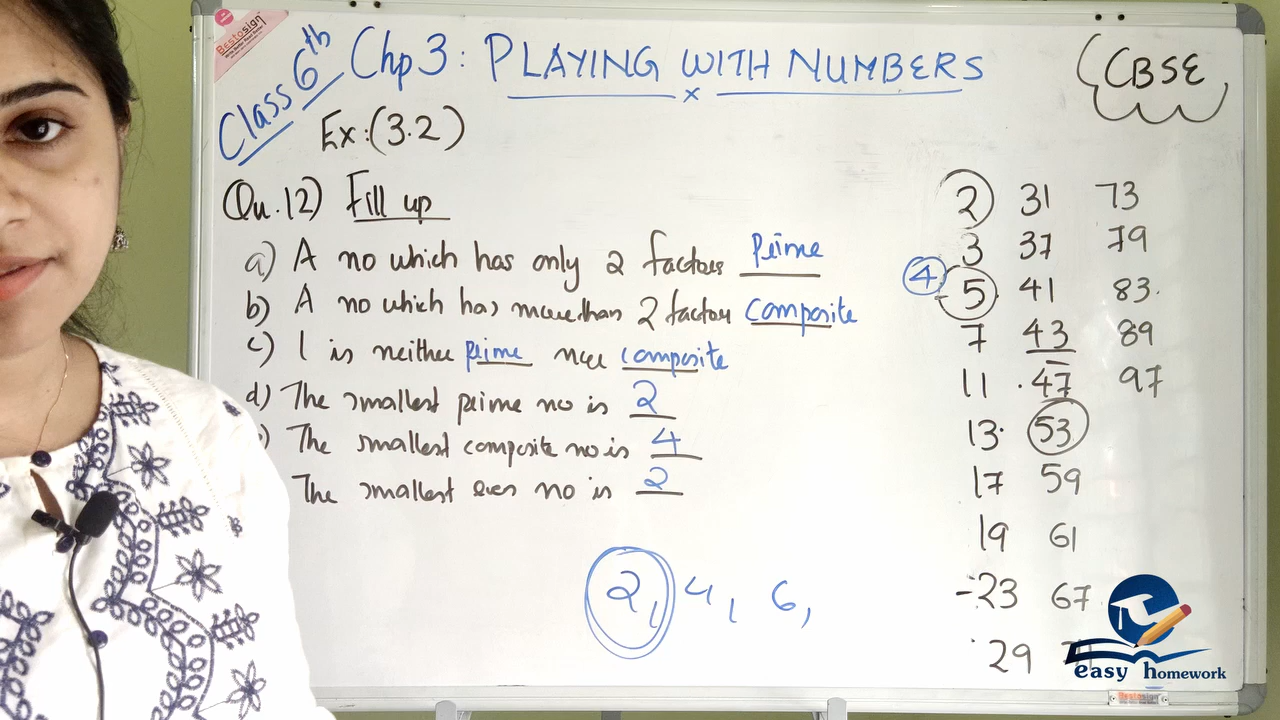 Bestosign
Class 6th Chp 3: PLAYING WITH NUMBERS
CBSE
Ex:(3.2)
Qu.12) Fill up
a) A no which has only 2 factors Prime
b) A no which has more than 2 factors composite
c) 1 is neither prime nor composite
d) The smallest prime no is 2
) The smallest composite no is 4
The smallest even no is 2
2, 4, 6,
2 31 73
3 37 79
4 5 41 83.
7 43 89
11 .47 97
13. 53
17 59
19 61
-23 67
29
easy homework
Bestosign